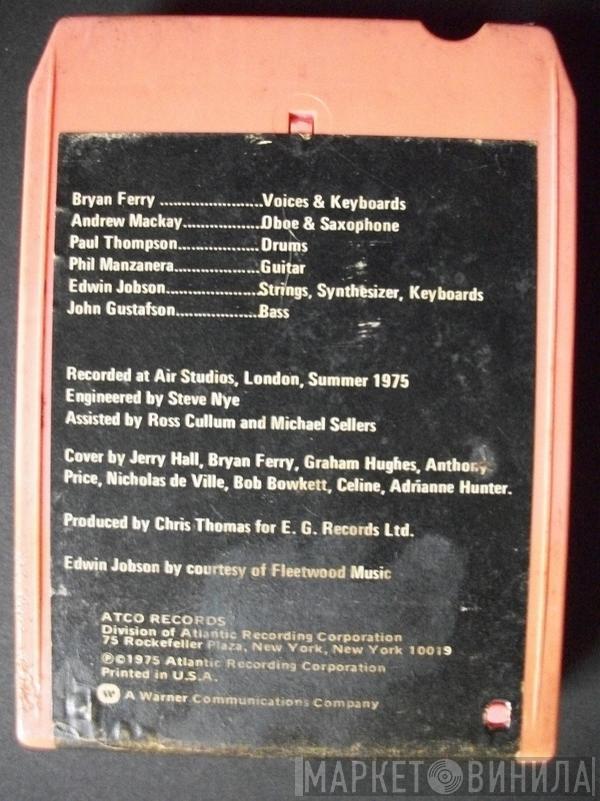 Bryan Ferry ......................Voices & Keyboards
Andrew Mackay.................Oboe & Saxophone
Paul Thompson..................Drums
Phil Manzanera...................Guitar
Edwin Jobson.....................Strings, Synthesizer, Keyboards
John Gustafson...................Bass
Recorded at Air Studios, London, Summer 1975
Engineered by Steve Nye
Assisted by Ross Cullum and Michael Sellers
Cover by Jerry Hall, Bryan Ferry, Graham Hughes, Anthony
Price, Nicholas de Ville, Bob Bowkett, Celine, Adrianne Hunter.
Produced by Chris Thomas for E. G. Records Ltd.
Edwin Jobson by courtesy of Fleetwood Music
ATCO RECORDS
Division of Atlantic Recording Corporation
75 Rockefeller Plaza, New York, New York 10019
℗©1975 Atlantic Recording Corporation
Printed in U.S.A.
A Warner Communications Company
МАРКЕТ ВИНИЛА